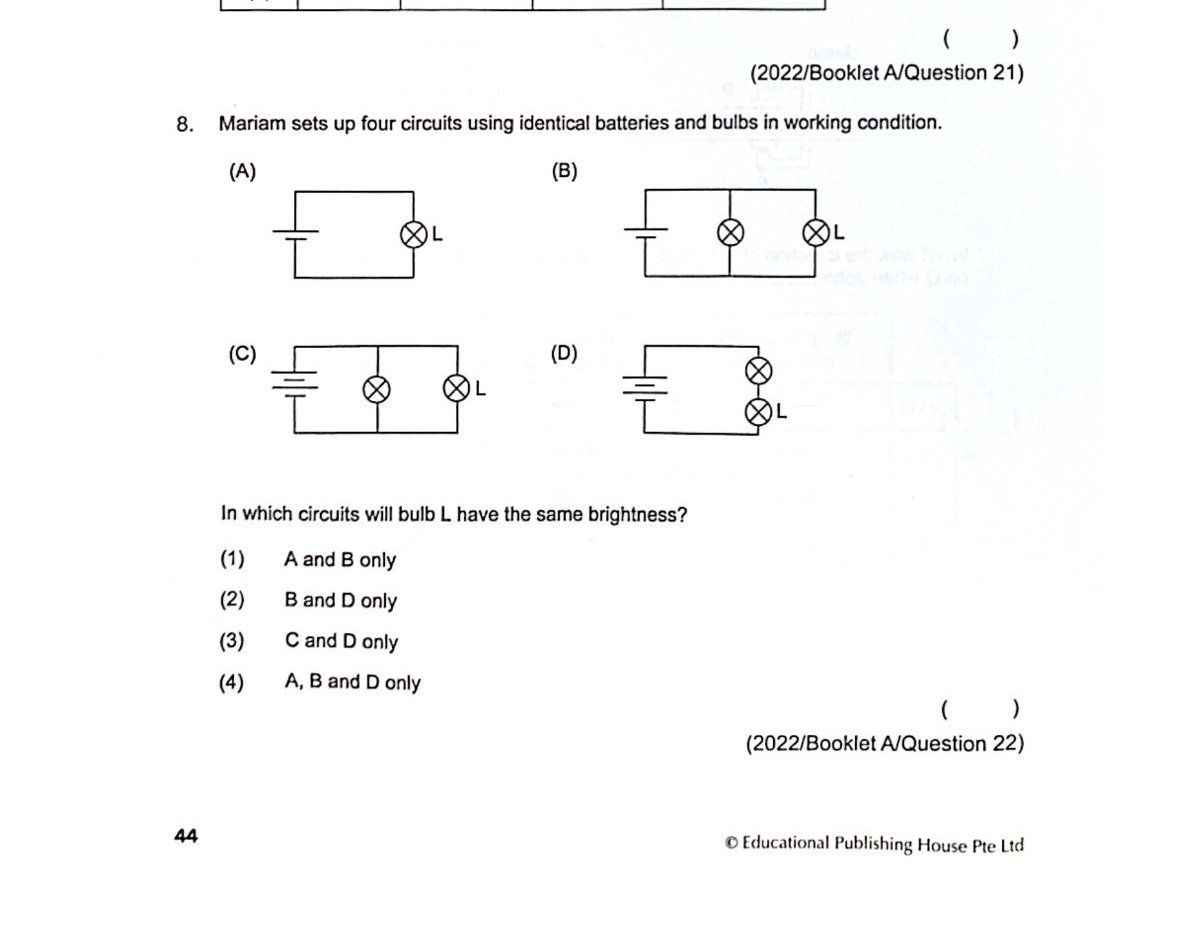 ( )
(2022/Booklet A/Question 21)
8. Mariam sets up four circuits using identical batteries and bulbs in working condition.
(A) (B)
L L
(C) (D)
L L
In which circuits will bulb L have the same brightness?
(1) A and B only
(2) B and D only
(3) C and D only
(4) A, B and D only
( )
(2022/Booklet A/Question 22)
44 © Educational Publishing House Pte Ltd